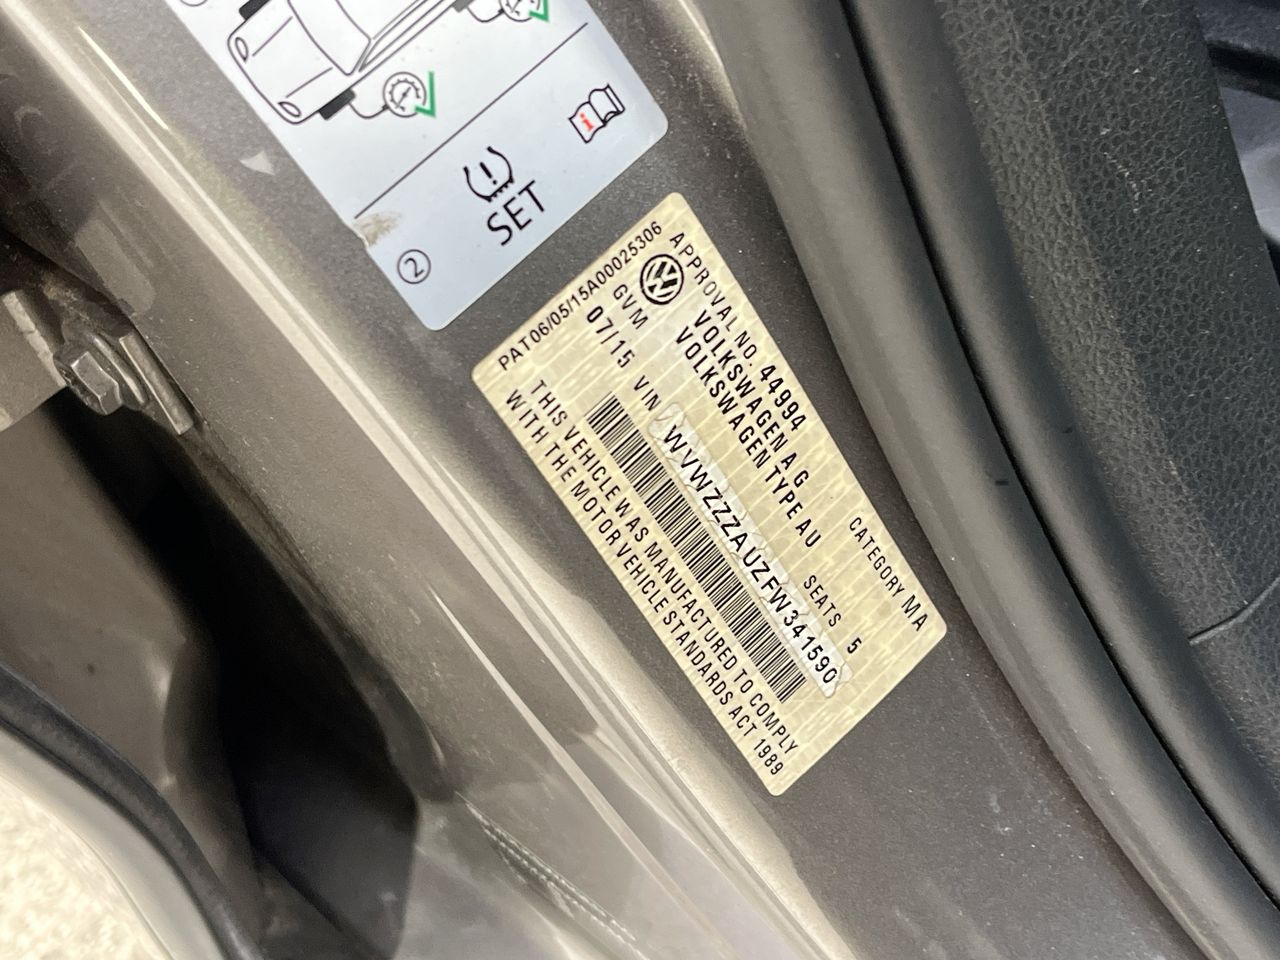 i
SET
2
PAT06/05/15A00025306
APPROVAL NO. 44994
VOLKSWAGEN A G
VOLKSWAGEN TYPE AU
CATEGORY MA
GVM
SEATS 5
07/15 VIN WVWZZZAUZFW341590
THIS VEHICLE WAS MANUFACTURED TO COMPLY
WITH THE MOTOR VEHICLE STANDARDS ACT 1989